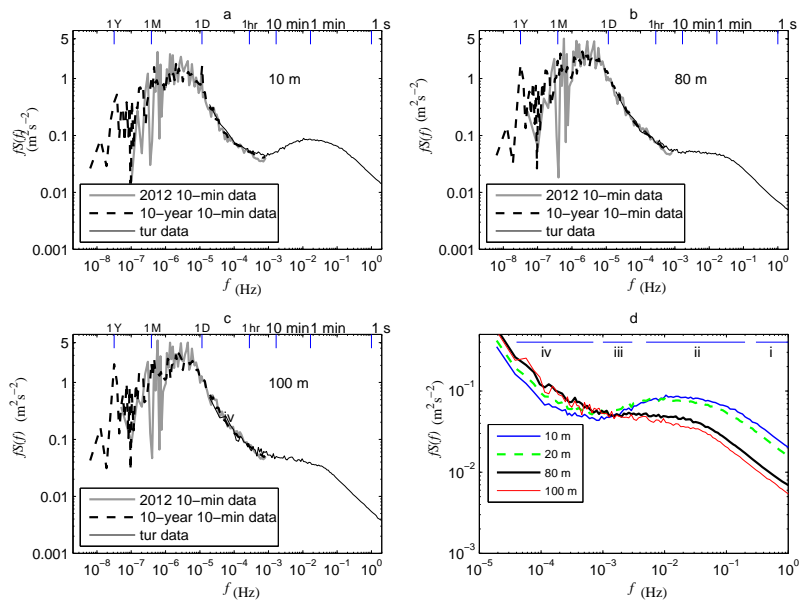 a
1Y 1M 1D 1hr 10 min 1 min 1 s
5
1
0.1
0.01
0.001
fS(f)
(m²s⁻²)
10 m
2012 10−min data
10−year 10−min data
tur data
10⁻⁸ 10⁻⁷ 10⁻⁶ 10⁻⁵ 10⁻⁴ 10⁻³ 10⁻² 10⁻¹ 10⁰
f (Hz)
b
1Y 1M 1D 1hr 10 min 1 min 1 s
5
1
0.1
0.01
0.001
fS(f)
(m²s⁻²)
80 m
2012 10−min data
10−year 10−min data
tur data
10⁻⁸ 10⁻⁷ 10⁻⁶ 10⁻⁵ 10⁻⁴ 10⁻³ 10⁻² 10⁻¹ 10⁰
f (Hz)
c
1Y 1M 1D 1hr 10 min 1 min 1 s
5
1
0.1
0.01
0.001
fS(f) (m²s⁻²)
100 m
2012 10−min data
10−year 10−min data
tur data
10⁻⁸ 10⁻⁷ 10⁻⁶ 10⁻⁵ 10⁻⁴ 10⁻³ 10⁻² 10⁻¹ 10⁰
f (Hz)
d
iv iii ii i
10⁻¹
10⁻²
10⁻³
fS(f) (m²s⁻²)
10 m
20 m
80 m
100 m
10⁻⁵ 10⁻⁴ 10⁻³ 10⁻² 10⁻¹ 10⁰
f (Hz)